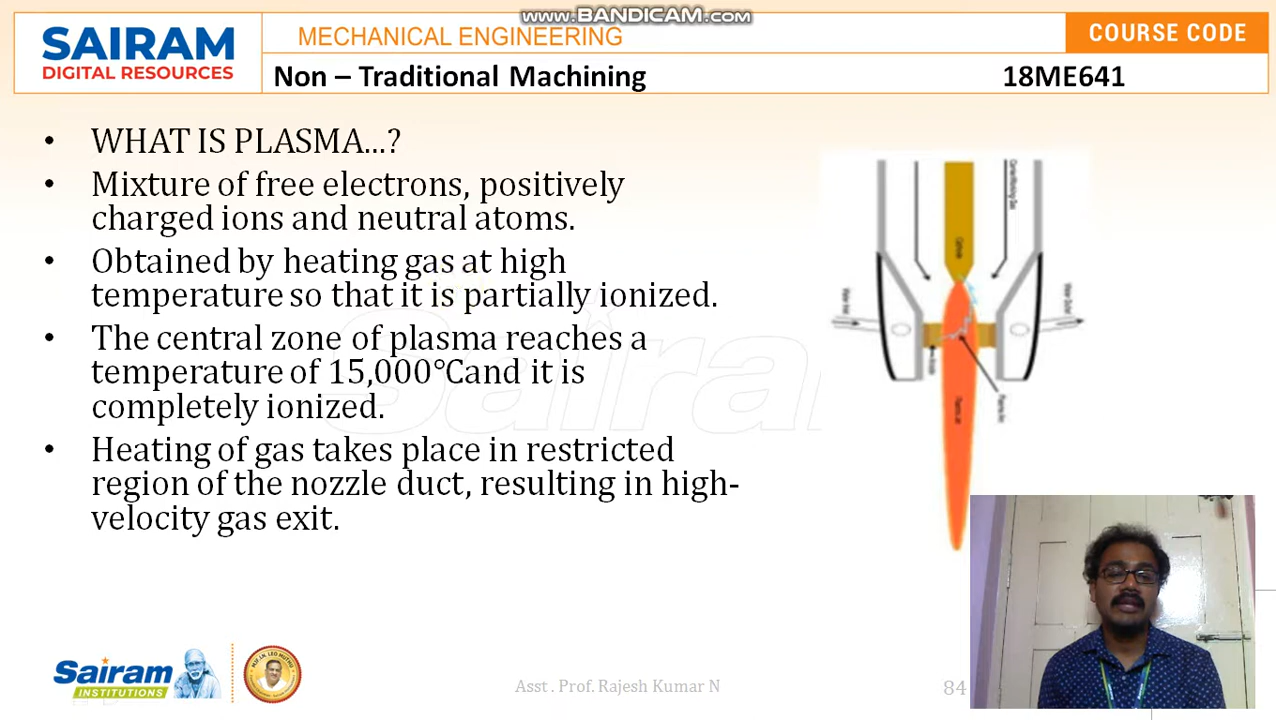 www.BANDICAM.com
SAIRAM
DIGITAL RESOURCES
MECHANICAL ENGINEERING
COURSE CODE
Non – Traditional Machining
18ME641
• WHAT IS PLASMA...?
• Mixture of free electrons, positively
charged ions and neutral atoms.
• Obtained by heating gas at high
temperature so that it is partially ionized.
• The central zone of plasma reaches a
temperature of 15,000°Cand it is
completely ionized.
• Heating of gas takes place in restricted
region of the nozzle duct, resulting in high-
velocity gas exit.
Cathode
Sairam
Sairam
INSTITUTIONS
Asst . Prof. Rajesh Kumar N
84